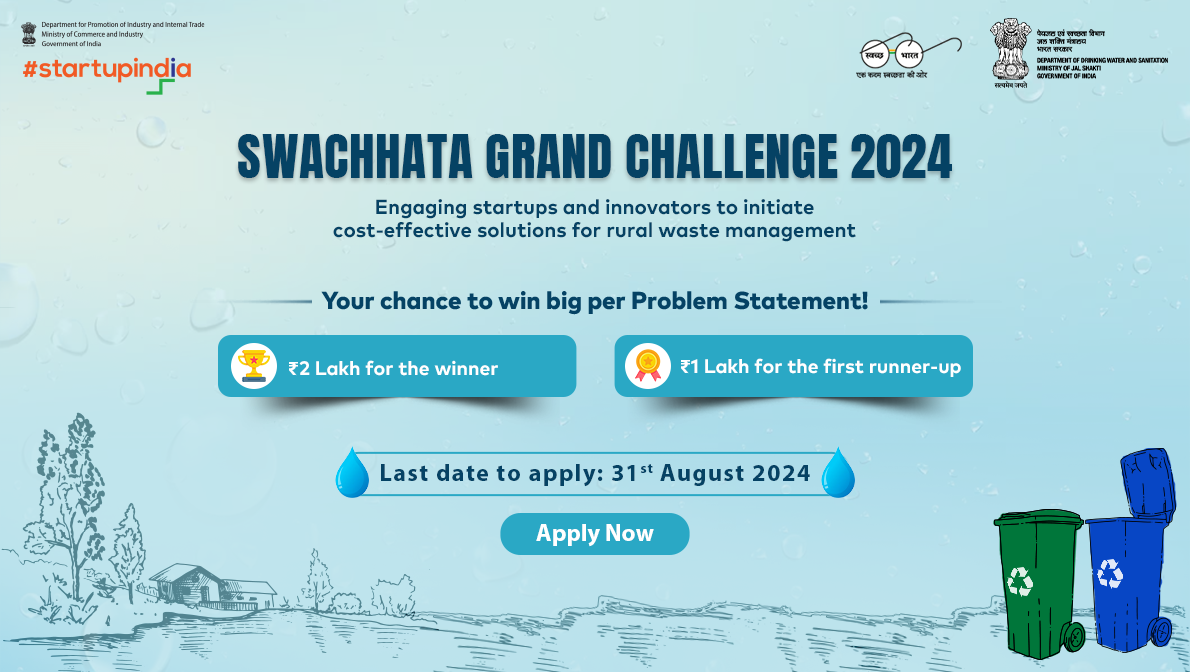 Department for Promotion of Industry and Internal Trade
Ministry of Commerce and Industry
Government of India
#startupindia
स्वच्छ भारत
एक कदम स्वच्छता की ओर
सत्यमेव जयते
पेयजल एवं स्वच्छता विभाग
जल शक्ति मंत्रालय
भारत सरकार
DEPARTMENT OF DRINKING WATER AND SANITATION
MINISTRY OF JAL SHAKTI
GOVERNMENT OF INDIA
SWACHHATA GRAND CHALLENGE 2024
Engaging startups and innovators to initiate
cost-effective solutions for rural waste management
Your chance to win big per Problem Statement!
₹2 Lakh for the winner
₹1 Lakh for the first runner-up
Last date to apply: 31st August 2024
Apply Now